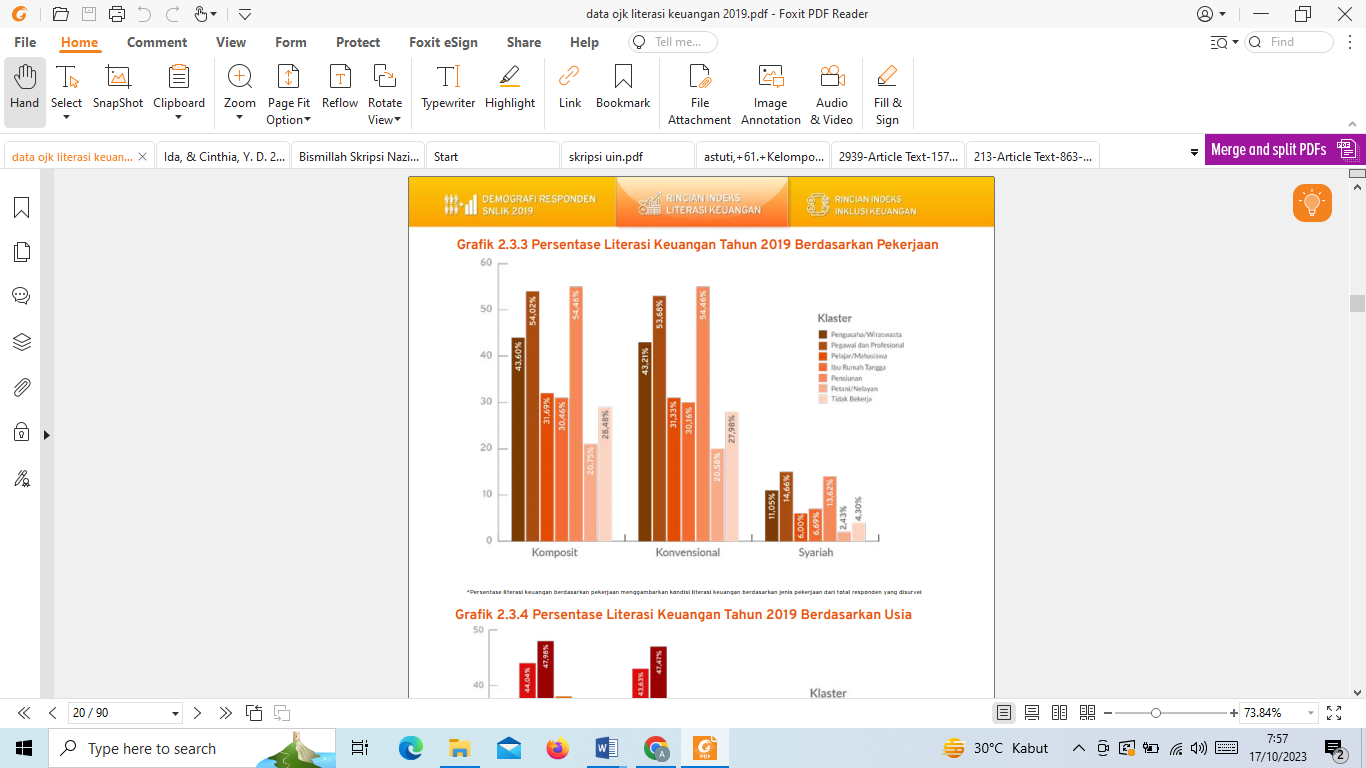 data ojk literasi keuangan 2019.pdf - Foxit PDF Reader
File Home Comment View Form Protect Foxit eSign Share Help Tell me... Find
Hand Select SnapShot Clipboard Zoom Page Fit Option Reflow Rotate View Typewriter Highlight Link Bookmark File Attachment Image Annotation Audio & Video Fill & Sign
data ojk literasi keuan... Ida, & Cinthia, Y. D. 2... Bismillah Skripsi Nazi... Start skripsi uin.pdf astuti,+61.+Kelompo... 2939-Article Text-157... 213-Article Text-863-... Merge and split PDFs
DEMOGRAFI RESPONDEN
SNLIK 2019
RINCIAN INDEKS
LITERASI KEUANGAN
RINCIAN INDEKS
INKLUSI KEUANGAN
Grafik 2.3.3 Persentase Literasi Keuangan Tahun 2019 Berdasarkan Pekerjaan
60
50
40
30
20
10
0
43,60%
54,02%
31,69%
30,46%
54,46%
20,75%
28,48%
43,21%
53,68%
31,33%
30,16%
54,46%
20,56%
27,98%
11,05%
14,66%
6,00%
6,69%
13,62%
2,43%
4,30%
Komposit Konvensional Syariah
Klaster
Pengusaha/Wiraswasta
Pegawai dan Profesional
Pelajar/Mahasiswa
Ibu Rumah Tangga
Pensiunan
Petani/Nelayan
Tidak Bekerja
*Persentase literasi keuangan berdasarkan pekerjaan menggambarkan kondisi literasi keuangan berdasarkan jenis pekerjaan dari total responden yang disurvei
Grafik 2.3.4 Persentase Literasi Keuangan Tahun 2019 Berdasarkan Usia
50
40
44,04%
47,98%
43,63%
47,47%
Klaster
20 / 90
73.84%
Type here to search
PDF
30°C Kabut
7:57
17/10/2023
2